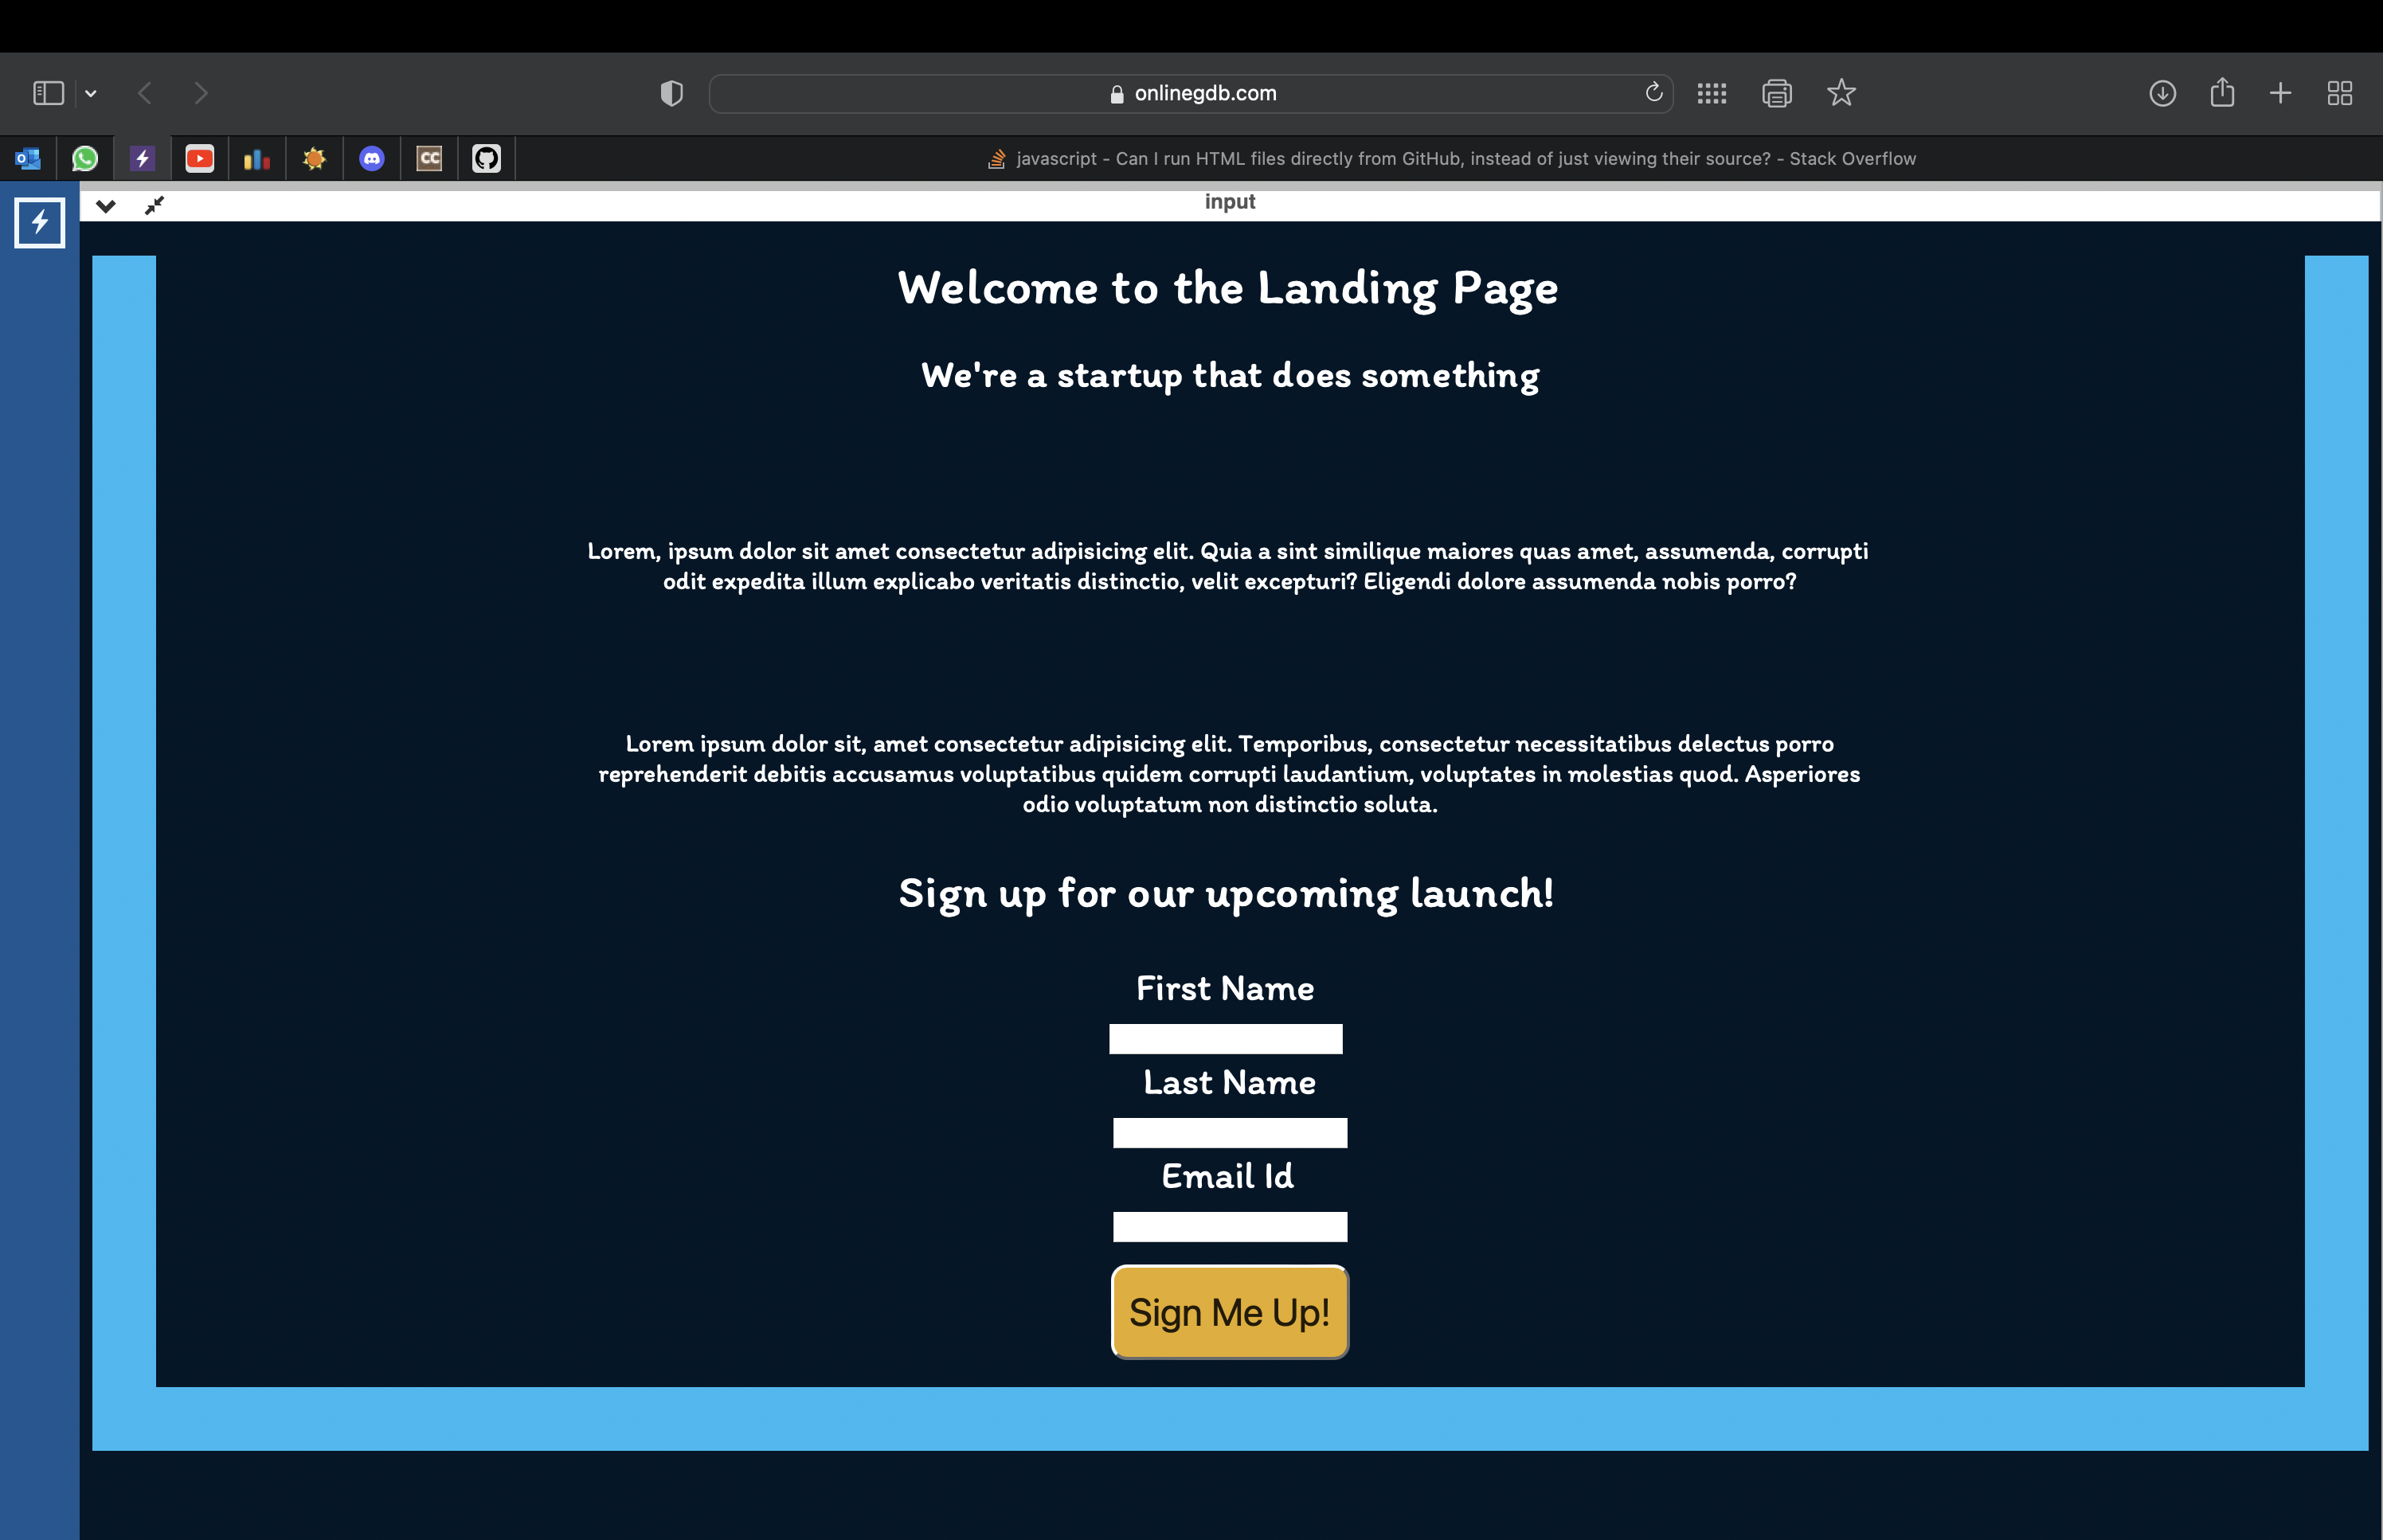 onlinegdb.com
CC
javascript - Can I run HTML files directly from GitHub, instead of just viewing their source? - Stack Overflow
input
Welcome to the Landing Page
We're a startup that does something
Lorem, ipsum dolor sit amet consectetur adipisicing elit. Quia a sint similique maiores quas amet, assumenda, corrupti
odit expedita illum explicabo veritatis distinctio, velit excepturi? Eligendi dolore assumenda nobis porro?
Lorem ipsum dolor sit, amet consectetur adipisicing elit. Temporibus, consectetur necessitatibus delectus porro
reprehenderit debitis accusamus voluptatibus quidem corrupti laudantium, voluptates in molestias quod. Asperiores
odio voluptatum non distinctio soluta.
Sign up for our upcoming launch!
First Name
Last Name
Email Id
Sign Me Up!